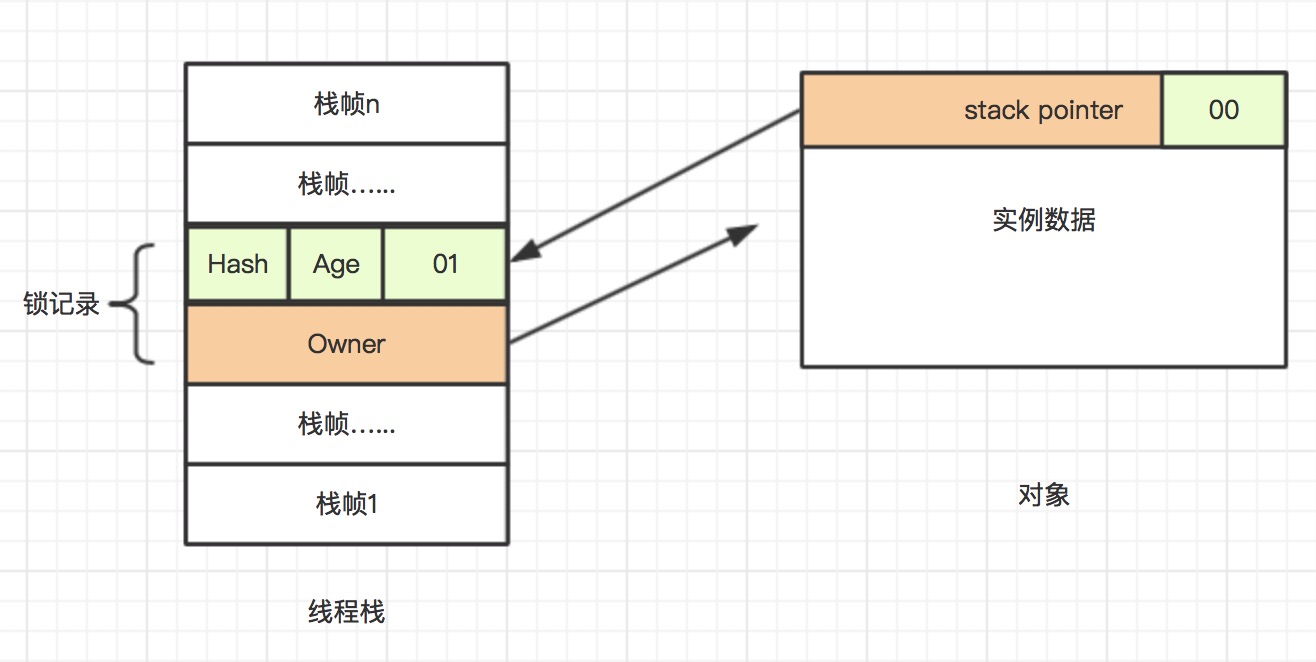 栈帧n
栈帧…...
锁记录
Hash Age 01
Owner
栈帧…...
栈帧1
线程栈
stack pointer 00
实例数据
对象